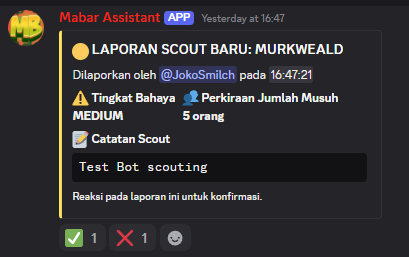 MB
Mabar Assistant APP Yesterday at 16:47
LAPORAN SCOUT BARU: MURKWEALD
Dilaporkan oleh @JokoSmilch pada 16:47:21
Tingkat Bahaya Perkiraan Jumlah Musuh
MEDIUM 5 orang
Catatan Scout
Test Bot scouting
Reaksi pada laporan ini untuk konfirmasi.
1 1